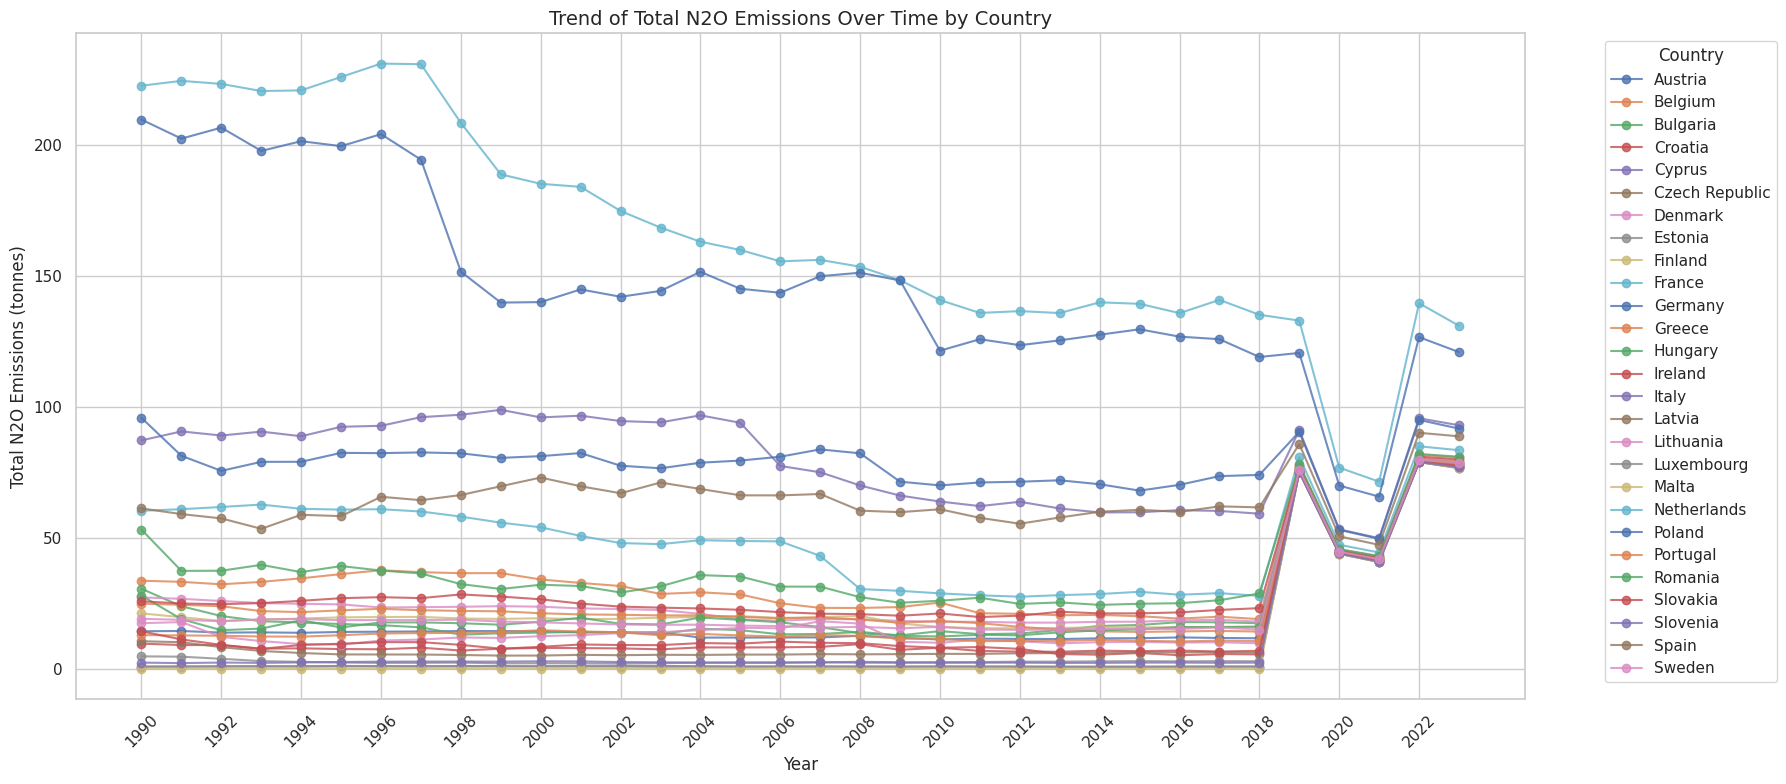 Trend of Total N2O Emissions Over Time by Country
Total N2O Emissions (tonnes)
200
150
100
50
0
1990
1992
1994
1996
1998
2000
2002
2004
2006
2008
2010
2012
2014
2016
2018
2020
2022
Year
Country
Austria
Belgium
Bulgaria
Croatia
Cyprus
Czech Republic
Denmark
Estonia
Finland
France
Germany
Greece
Hungary
Ireland
Italy
Latvia
Lithuania
Luxembourg
Malta
Netherlands
Poland
Portugal
Romania
Slovakia
Slovenia
Spain
Sweden